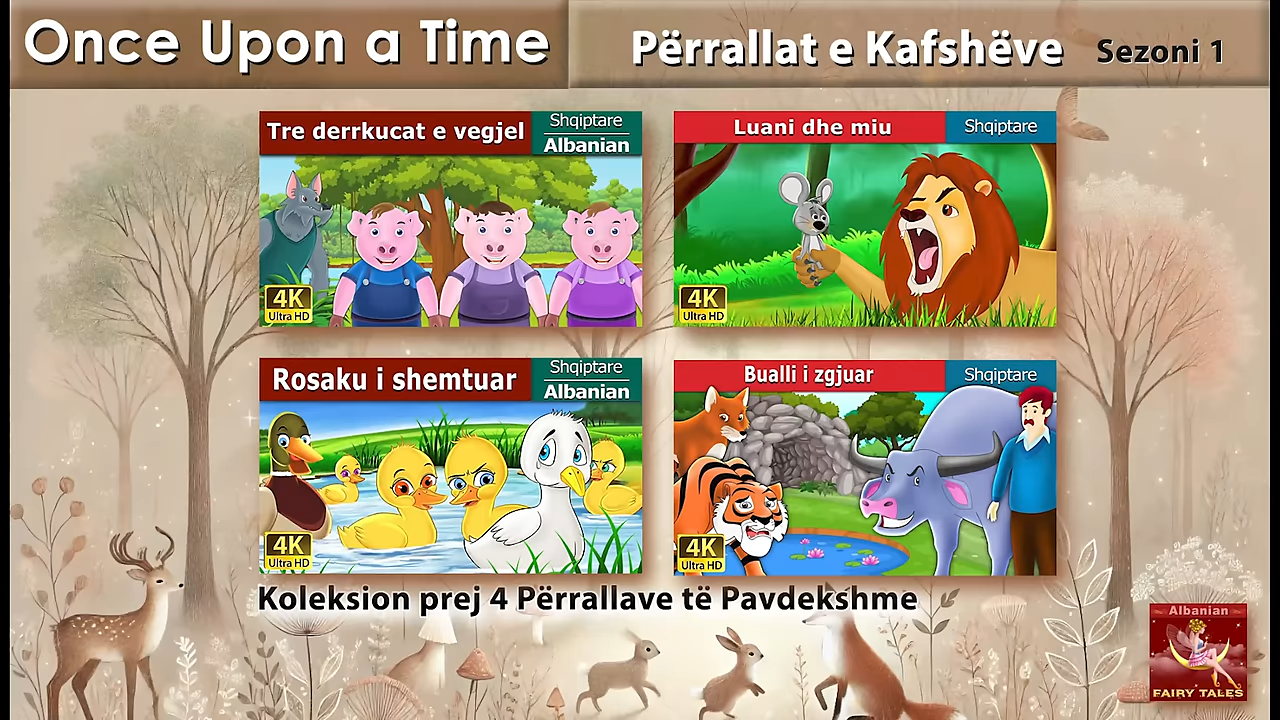 Once Upon a Time
Përrallat e Kafshëve Sezoni 1
Tre derrkucat e vegjel
Shqiptare
Albanian
4K
Ultra HD
Luani dhe miu
Shqiptare
4K
Ultra HD
Rosaku i shemtuar
Shqiptare
Albanian
4K
Ultra HD
Bualli i zgjuar
Shqiptare
4K
Ultra HD
Koleksion prej 4 Përrallave të Pavdekshme
Albanian
FAIRY TALES